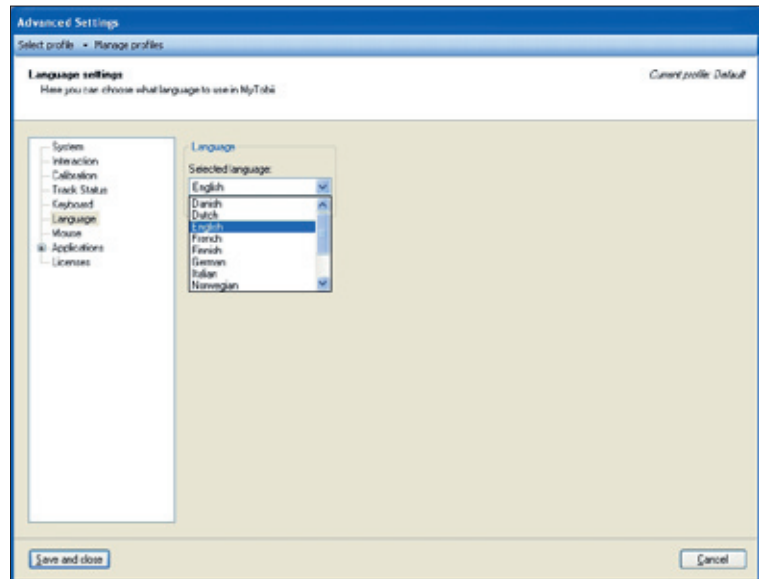 Advanced Settings
Select profile • Manage profiles
Language settings
Here you can choose what language to use in MyTobii
Current profile: Default
System
Interaction
Calibration
Track Status
Keyboard
Language
Mouse
Applications
Licenses
Language
Selected language:
English
Danish
Dutch
English
French
Finnish
German
Italian
Norwegian
Save and close
Cancel